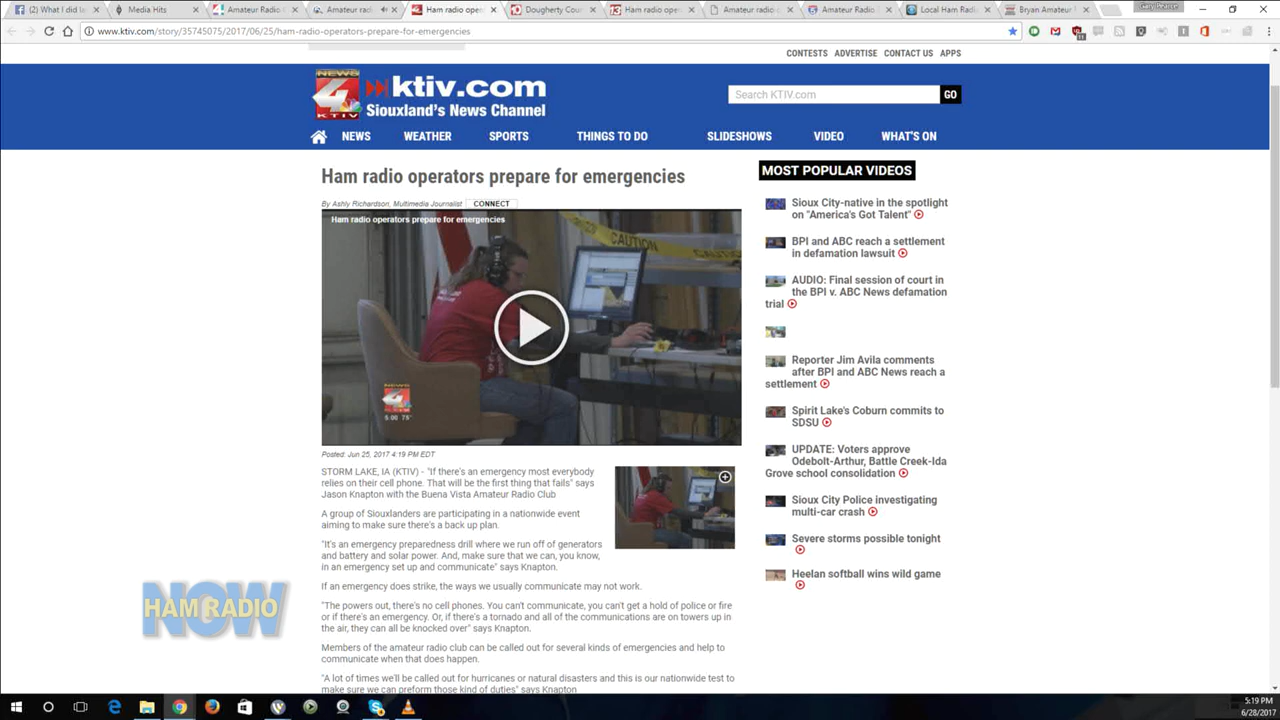 (2) What I did la
Media Hits
Amateur Radio E
Amateur radi
Ham radio oper
Dougherty Coun
Ham radio oper
Amateur radio o
Amateur Radio
Local Ham Radio
Bryan Amateur
Gary Pearce
www.ktiv.com/story/35745075/2017/06/25/ham-radio-operators-prepare-for-emergencies
CONTESTS ADVERTISE CONTACT US APPS
NEWS
4
KTIV
ktiv.com
Siouxland's News Channel
Search KTIV.com
GO
NEWS WEATHER SPORTS THINGS TO DO SLIDESHOWS VIDEO WHAT'S ON
Ham radio operators prepare for emergencies
By Ashly Richardson, Multimedia Journalist CONNECT
Ham radio operators prepare for emergencies
CAUTION
CAUTION
4
5:00 75°
Posted: Jun 25, 2017 4:19 PM EDT
STORM LAKE, IA (KTIV) - "If there's an emergency most everybody
relies on their cell phone. That will be the first thing that fails" says
Jason Knapton with the Buena Vista Amateur Radio Club
A group of Siouxlanders are participating in a nationwide event
aiming to make sure there's a back up plan.
"It's an emergency preparedness drill where we run off of generators
and battery and solar power. And, make sure that we can, you know,
in an emergency set up and communicate" says Knapton.
If an emergency does strike, the ways we usually communicate may not work.
"The powers out, there's no cell phones. You can't communicate, you can't get a hold of police or fire
or if there's an emergency. Or, if there's a tornado and all of the communications are on towers up in
the air, they can all be knocked over" says Knapton.
Members of the amateur radio club can be called out for several kinds of emergencies and help to
communicate when that does happen.
"A lot of times we'll be called out for hurricanes or natural disasters and this is our nationwide test to
make sure we can preform those kind of duties" says Knapton
MOST POPULAR VIDEOS
Sioux City-native in the spotlight
on "America's Got Talent"
BPI and ABC reach a settlement
in defamation lawsuit
AUDIO: Final session of court in
the BPI v. ABC News defamation
trial
Reporter Jim Avila comments
after BPI and ABC News reach a
settlement
Spirit Lake's Coburn commits to
SDSU
UPDATE: Voters approve
Odebolt-Arthur, Battle Creek-Ida
Grove school consolidation
Sioux City Police investigating
multi-car crash
Severe storms possible tonight
Heelan softball wins wild game
HAM RADIO
NOW
5:19 PM
6/28/2017